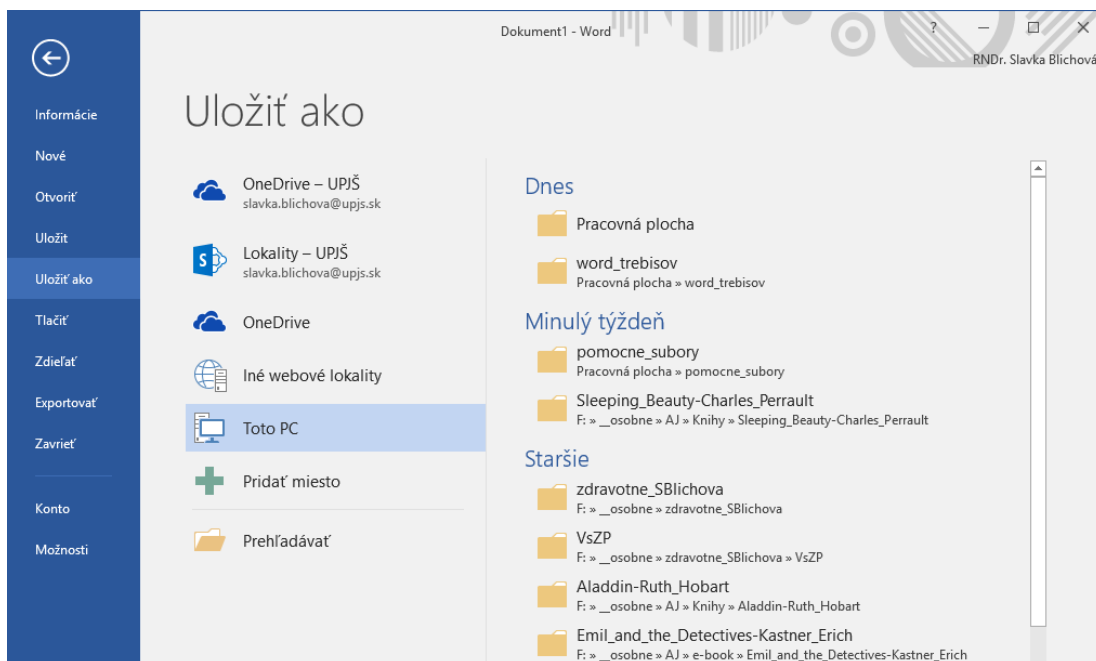 Dokument1 - Word
?
RNDr. Slavka Blichová
Informácie
Nové
Otvoriť
Uložit
Uložiť ako
Tlačiť
Zdieľať
Exportovať
Zavrieť
Konto
Možnosti
Uložiť ako
OneDrive – UPJŠ
slavka.blichova@upjs.sk
Lokality – UPJŠ
slavka.blichova@upjs.sk
OneDrive
Iné webové lokality
Toto PC
Pridať miesto
Prehľadávať
Dnes
Pracovná plocha
word_trebisov
Pracovná plocha » word_trebisov
Minulý týždeň
pomocne_subory
Pracovná plocha » pomocne_subory
Sleeping_Beauty-Charles_Perrault
F: » __osobne » AJ » Knihy » Sleeping_Beauty-Charles_Perrault
Staršie
zdravotne_SBlichova
F: » __osobne » zdravotne_SBlichova
VsZP
F: » __osobne » zdravotne_SBlichova » VsZP
Aladdin-Ruth_Hobart
F: » __osobne » AJ » Knihy » Aladdin-Ruth_Hobart
Emil_and_the_Detectives-Kastner_Erich
F: » __osobne » AJ » e-book » Emil_and_the_Detectives-Kastner_Erich